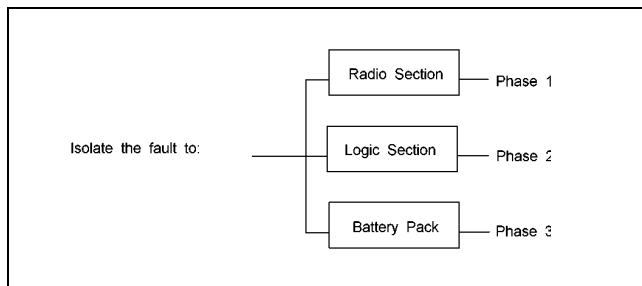 Radio Section
Phase 1
Isolate the fault to:
Logic Section
Phase 2
Battery Pack
Phase 3